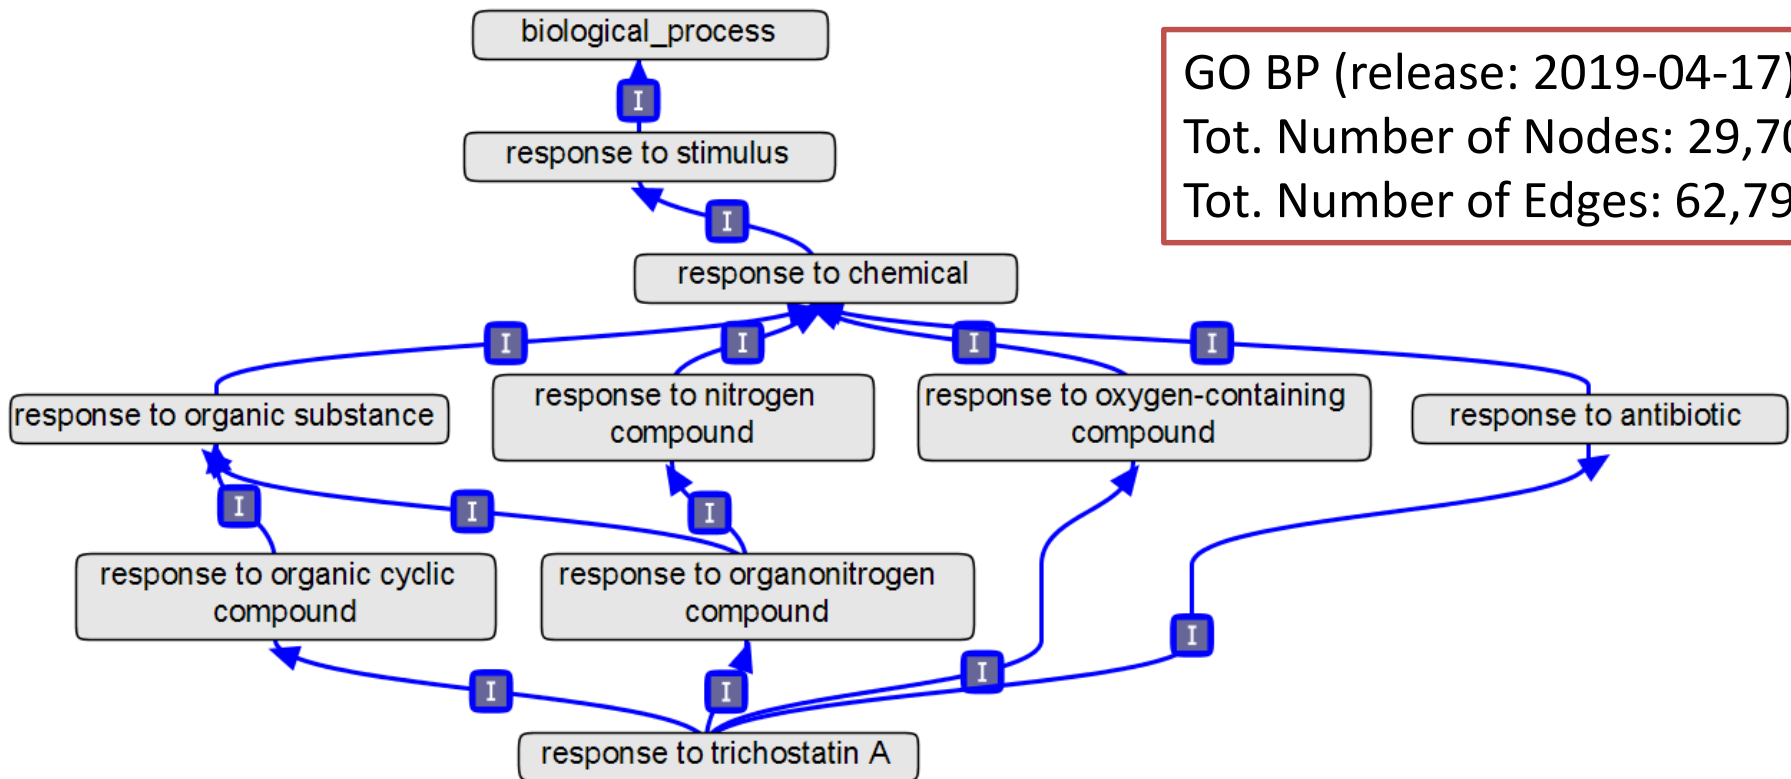 biological_process
GO BP (release: 2019-04-17)
Tot. Number of Nodes: 29,70
Tot. Number of Edges: 62,79
I
response to stimulus
I
response to chemical
I
I
I
I
response to organic substance
response to nitrogen
compound
response to oxygen-containing
compound
response to antibiotic
I
I
I
response to organic cyclic
compound
response to organonitrogen
compound
I
I
I
I
response to trichostatin A